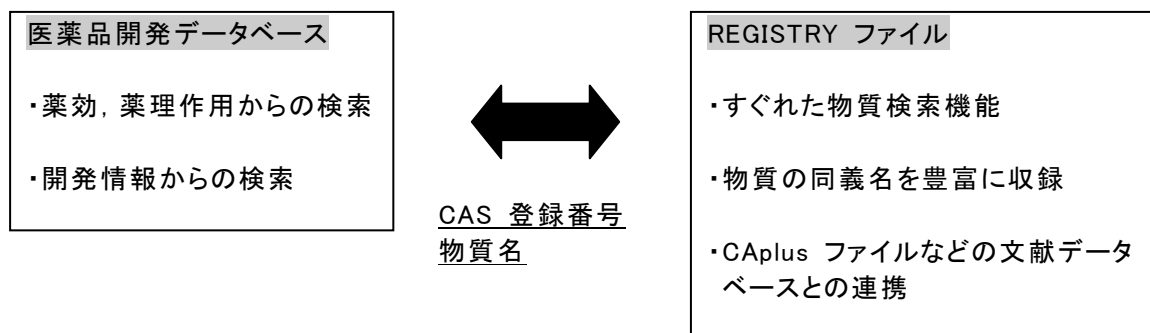 医薬品開発データベース
・薬効, 薬理作用からの検索
・開発情報からの検索
CAS 登録番号
物質名
REGISTRY ファイル
・すぐれた物質検索機能
・物質の同義名を豊富に収録
・CAplus ファイルなどの文献データ
ベースとの連携